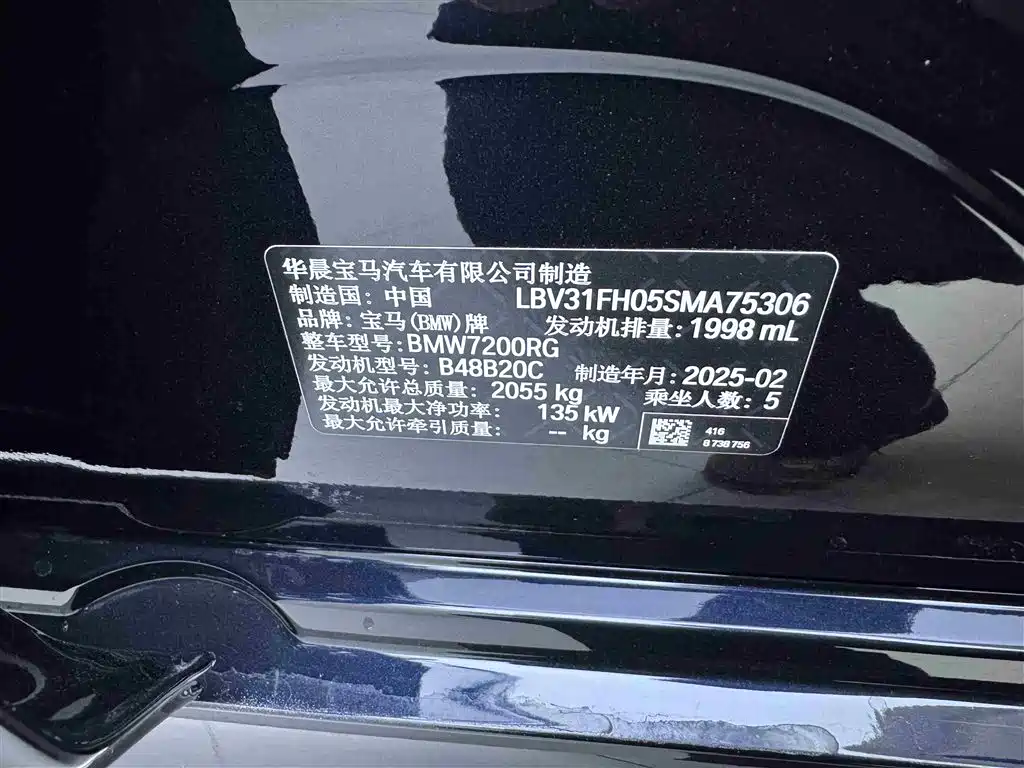 华晨宝马汽车有限公司制造
制造国: 中国 LBV31FH05SMA75306
品牌: 宝马(BMW)牌 发动机排量: 1998 mL
整车型号: BMW7200RG
发动机型号: B48B20C 制造年月: 2025-02
最大允许总质量: 2055 kg 乘坐人数: 5
发动机最大净功率: 135 kW
最大允许牵引质量: -- kg
416
8 738 756